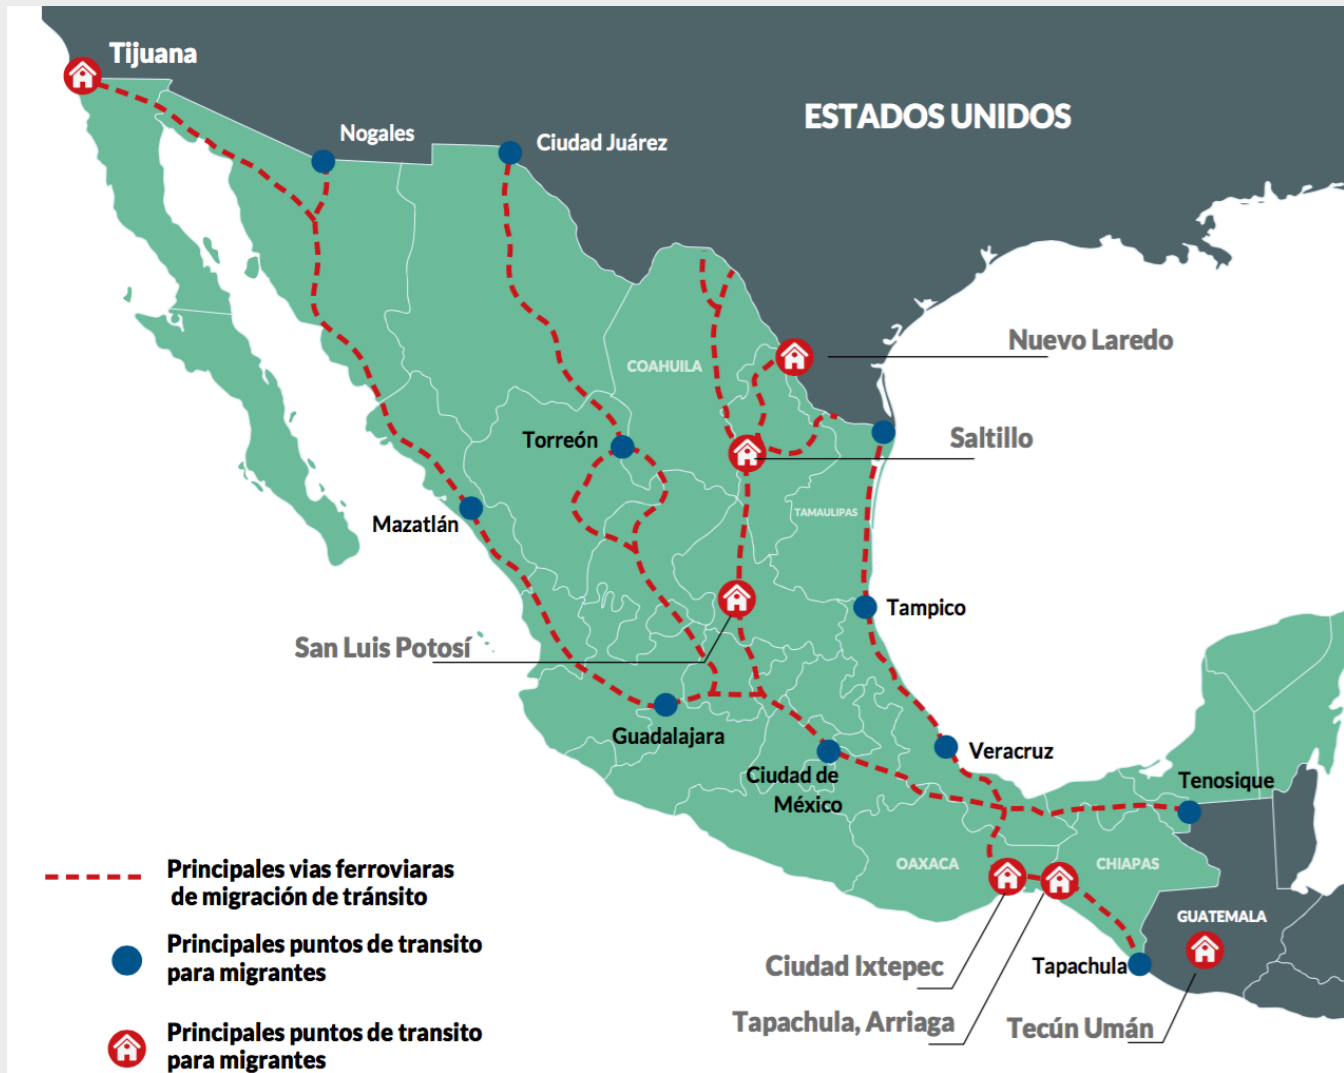 Tijuana
ESTADOS UNIDOS
Nogales
Ciudad Juárez
Nuevo Laredo
COAHUILA
Saltillo
Torreón
TAMAULIPAS
Mazatlán
Tampico
San Luis Potosí
Guadalajara
Veracruz
Ciudad de
México
Tenosique
OAXACA
CHIAPAS
GUATEMALA
Ciudad Ixtepec
Tapachula
Tapachula, Arriaga
Tecún Umán
Principales vias ferroviaras
de migración de tránsito
Principales puntos de transito
para migrantes
Principales puntos de transito
para migrantes